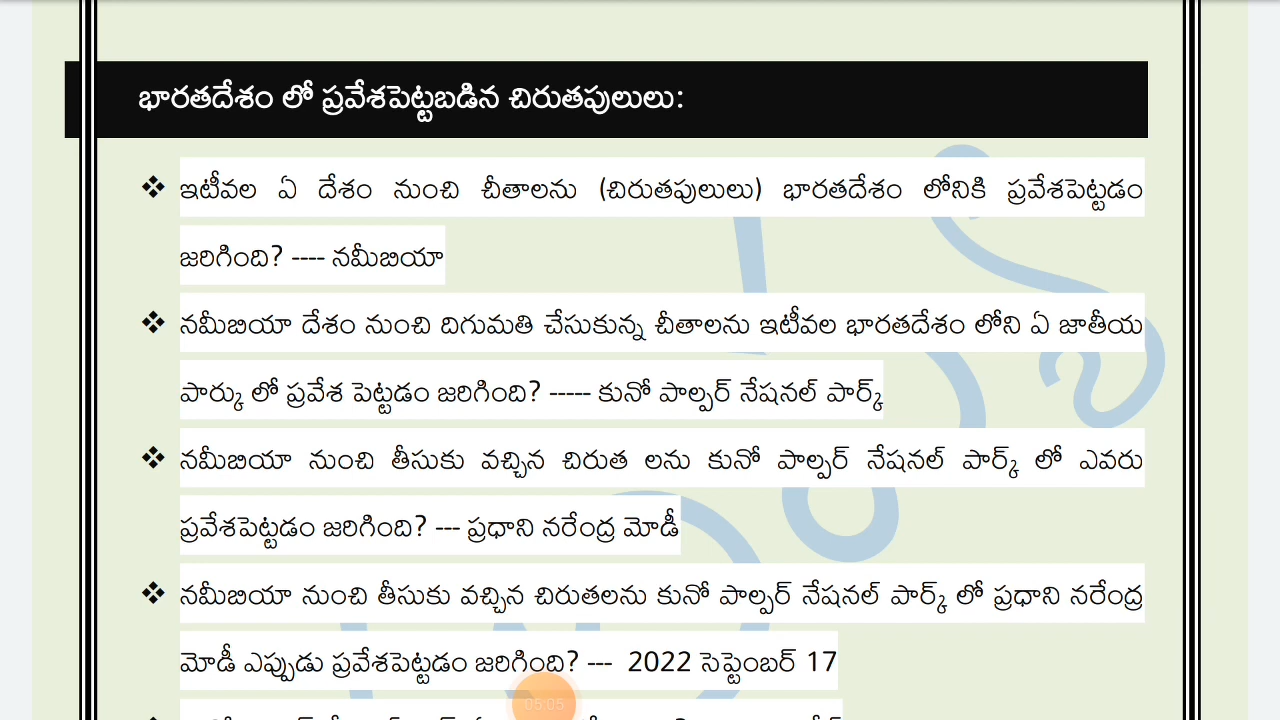 భారతదేశం లో ప్రవేశపెట్టబడిన చిరుతపులులు:
❖ ఇటీవల ఏ దేశం నుంచి చీతాలను (చిరుతపులులు) భారతదేశం లోనికి ప్రవేశపెట్టడం
జరిగింది? ---- నమీబియా
❖ నమీబియా దేశం నుంచి దిగుమతి చేసుకున్న చీతాలను ఇటీవల భారతదేశం లోని ఏ జాతీయ
పార్కు లో ప్రవేశ పెట్టడం జరిగింది? ----- కునో పాల్పర్ నేషనల్ పార్క్
❖ నమీబియా నుంచి తీసుకు వచ్చిన చిరుత లను కునో పాల్పర్ నేషనల్ పార్క్ లో ఎవరు
ప్రవేశపెట్టడం జరిగింది? --- ప్రధాని నరేంద్ర మోడీ
❖ నమీబియా నుంచి తీసుకు వచ్చిన చిరుతలను కునో పాల్పర్ నేషనల్ పార్క్ లో ప్రధాని నరేంద్ర
మోడీ ఎప్పుడు ప్రవేశపెట్టడం జరిగింది? --- 2022 సెప్టెంబర్ 17
05:05